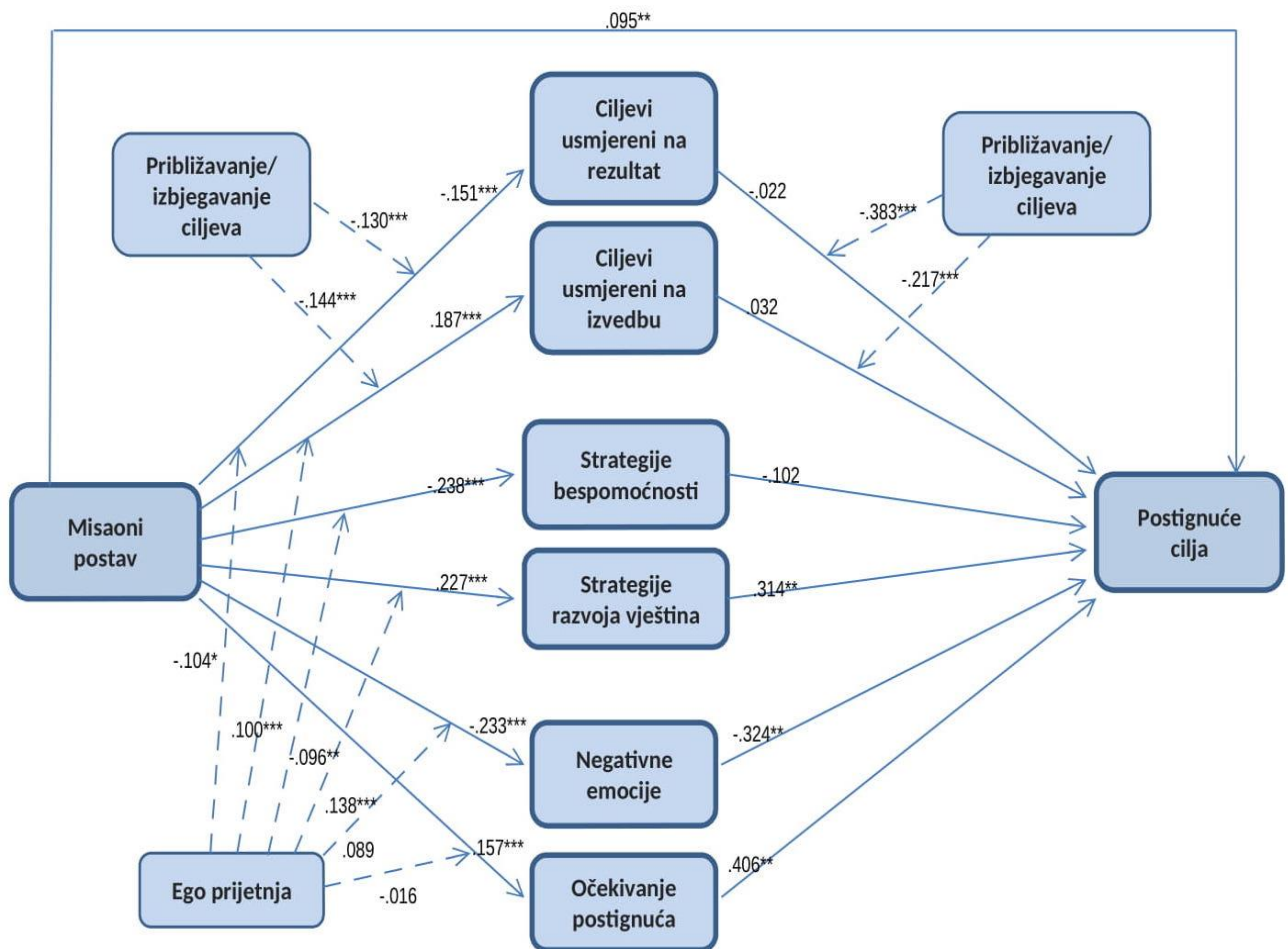 .095**
Ciljevi
usmjereni na
rezultat
Približavanje/
izbjegavanje
ciljeva
Približavanje/
izbjegavanje
ciljeva
-.151***
-.022
-.130***
-.383***
Ciljevi
usmjereni na
izvedbu
-.144***
-.217***
.187***
.032
Strategije
bespomoćnosti
-.238***
-.102
Misaoni
postav
Postignuće
cilja
Strategije
razvoja vještina
.227***
.314**
-.104*
.100***
-.096**
.138***
.089
-.016
-.233***
-.324**
Negativne
emocije
.157***
.406**
Ego prijetnja
Očekivanje
postignuća